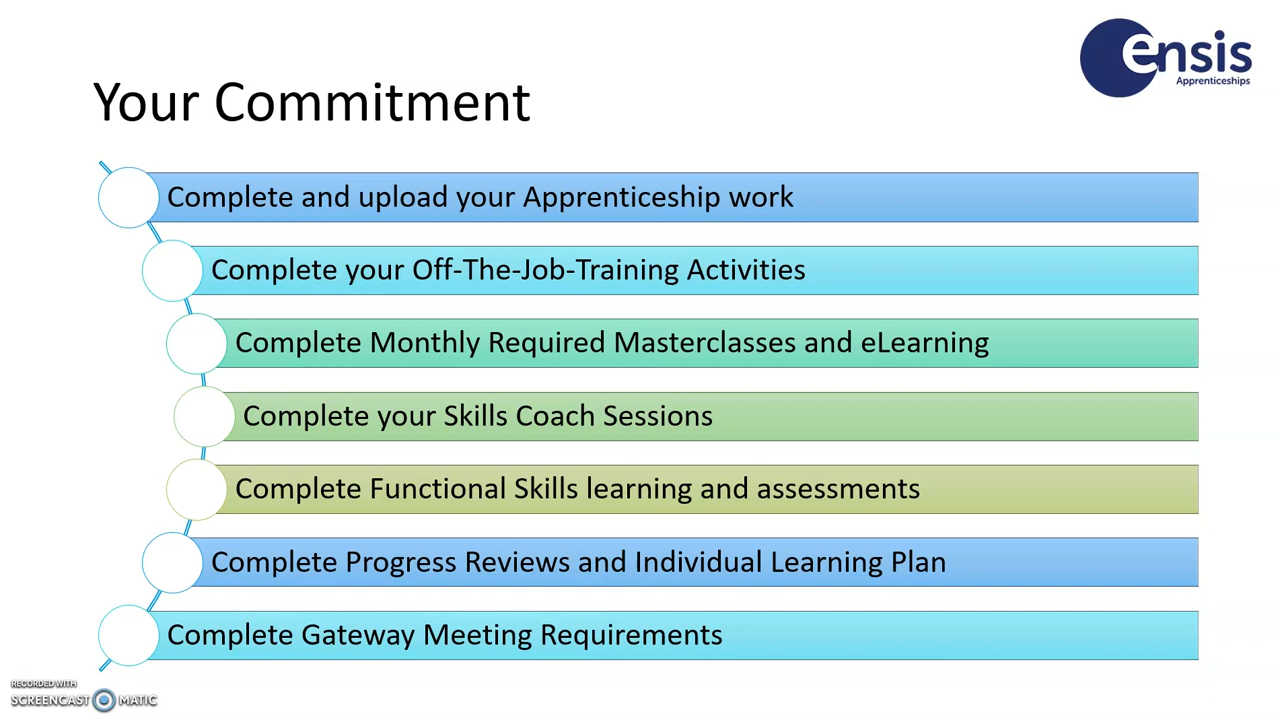 ensis
Apprenticeships
Your Commitment
Complete and upload your Apprenticeship work
Complete your Off-The-Job-Training Activities
Complete Monthly Required Masterclasses and eLearning
Complete your Skills Coach Sessions
Complete Functional Skills learning and assessments
Complete Progress Reviews and Individual Learning Plan
Complete Gateway Meeting Requirements
RECORDED WITH
SCREENCAST MATIC